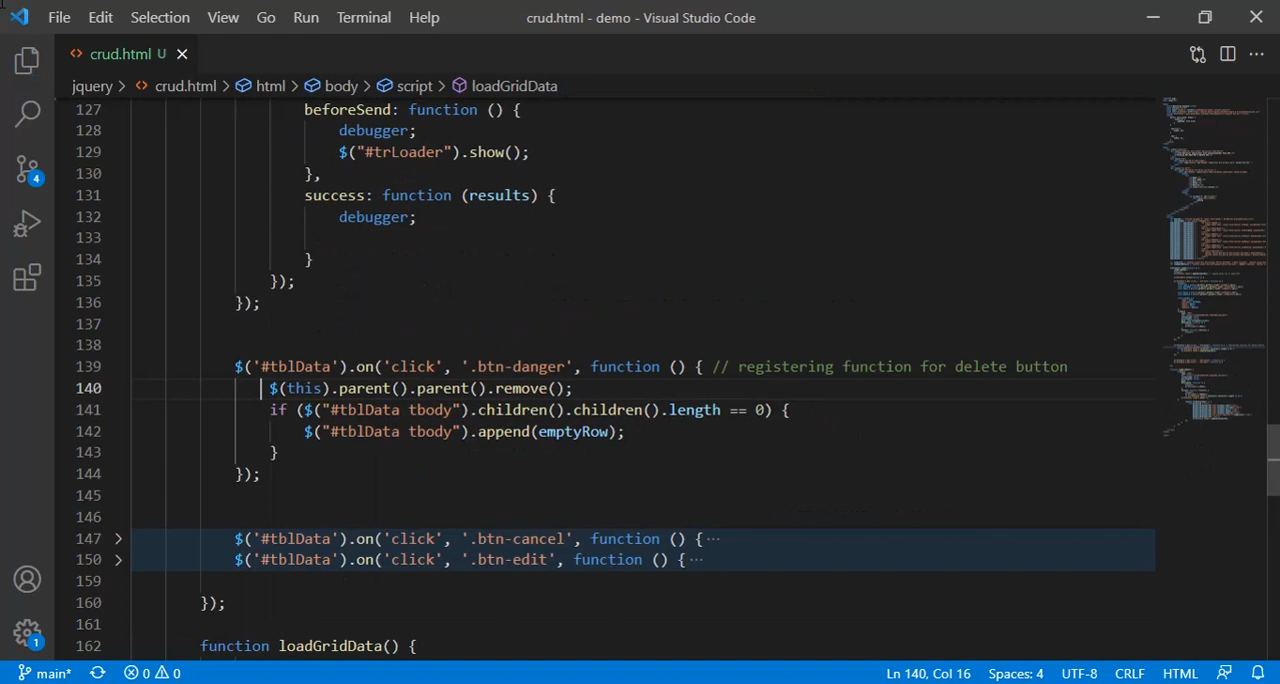 File Edit Selection View Go Run Terminal Help crud.html - demo - Visual Studio Code
crud.html U
jquery > crud.html > html > body > script > loadGridData
127 beforeSend: function () {
128 debugger;
129 $("#trLoader").show();
130 },
131 success: function (results) {
132 debugger;
133
134 }
135 });
136 });
137
138
139 $('#tblData').on('click', '.btn-danger', function () { // registering function for delete button
140 $(this).parent().parent().remove();
141 if ($("#tblData tbody").children().children().length == 0) {
142 $("#tblData tbody").append(emptyRow);
143 }
144 });
145
146
147 $('#tblData').on('click', '.btn-cancel', function () {···
150 $('#tblData').on('click', '.btn-edit', function () {···
159
160 });
161
162 function loadGridData() {
4
1
main* 0 0 Ln 140, Col 16 Spaces: 4 UTF-8 CRLF HTML